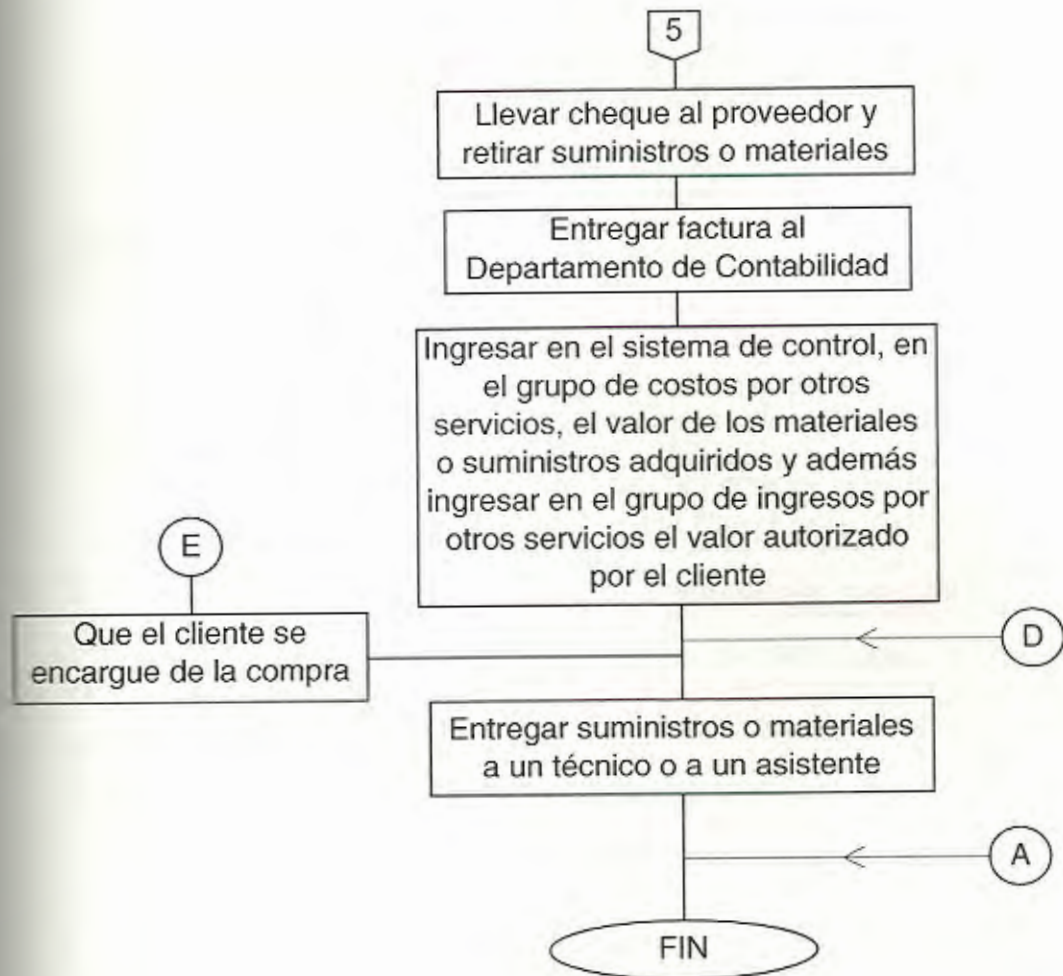 5
Llevar cheque al proveedor y
retirar suministros o materiales
Entregar factura al
Departamento de Contabilidad
Ingresar en el sistema de control, en
el grupo de costos por otros
servicios, el valor de los materiales
o suministros adquiridos y además
ingresar en el grupo de ingresos por
otros servicios el valor autorizado
por el cliente
E
Que el cliente se
encargue de la compra
D
Entregar suministros o materiales
a un técnico o a un asistente
A
FIN